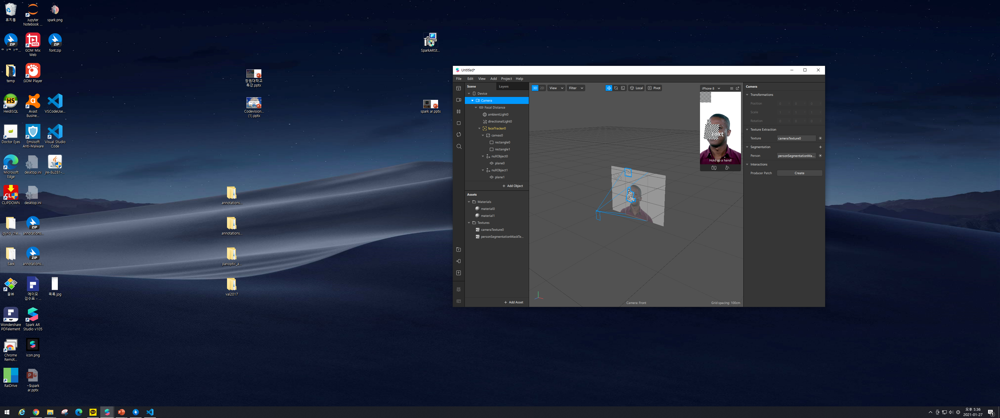 휴지통
Jupyter
Notebook ...
spark.png
GOM Mix
Web
font.zip
temp
GOM Player
HeidiSQL
Avast
Busine...
VSCodeUse...
Doctor Eyes
Emsisoft
Anti-Malware
Visual Studio
Code
Microsoft
Edge
desktop.ini
jre-8u281-...
CLIPDOWN
desktop.ini
.ipynb_che...
annotations...
Baek
annotations...
꿀뷰
에이모
검수표 - ...
목록.jpg
Wondershare
PDFelement
Spark AR
Studio v105
Chrome
Remot...
icon.png
RaiDrive
~$spark
ar.pptx
창원대학교
특강.pptx
Codevision...
(1).pptx
annotations...
annotations...
panoptic_a...
val2017
SparkARSt...
spark ar.pptx
Untitled*
File Edit View Add Project Help
Scene
Layers
Device
Camera
Focal Distance
ambientLight0
directionalLight0
faceTracker0
canvas0
rectangle0
rectangle1
nullObject0
plane0
nullObject1
plane1
+ Add Object
Assets
Materials
material0
material1
Textures
cameraTexture0
personSegmentationMaskTe...
+ Add Asset
3D 2D View Filter Local Pivot
iPhone 8
Text
Hold up a hand!
Camera: Front
Grid spacing: 100cm
Camera
Transformations
Position 0 0 0
Scale 1 1 1
Rotation 0 0 0
Texture Extraction
Texture cameraTexture0
Segmentation
Person personSegmentationMa...
Interactions
Producer Patch Create
오후 5:36
2021-01-27
1